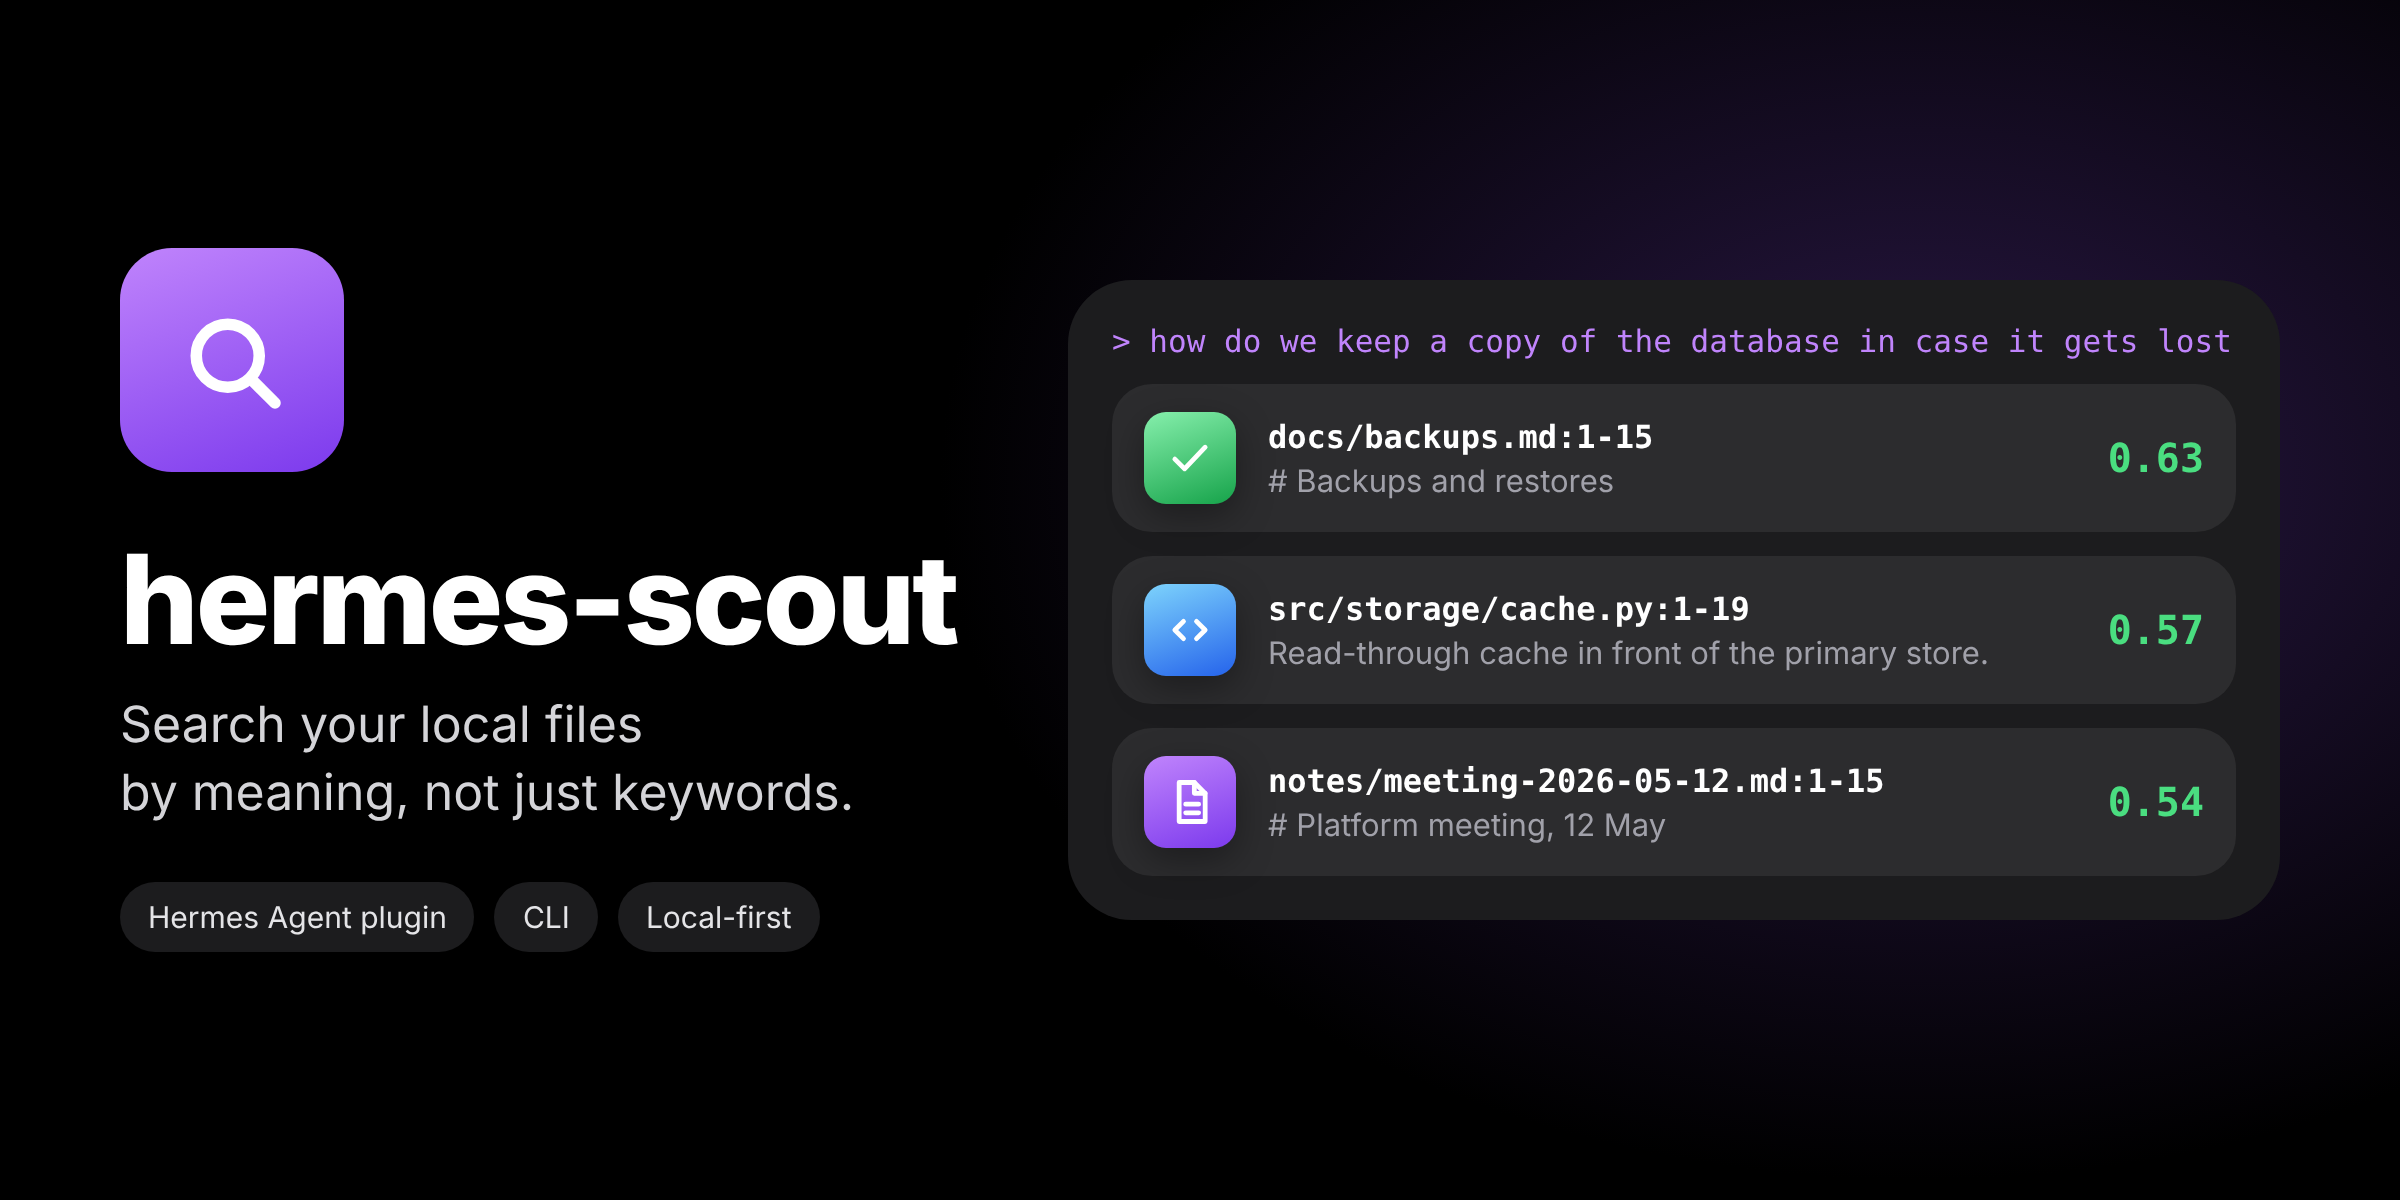 hermes-scout
Search your local files
by meaning, not just keywords.
Hermes Agent plugin
CLI
Local-first
> how do we keep a copy of the database in case it gets lost
docs/backups.md:1-15
# Backups and restores
0.63
src/storage/cache.py:1-19
Read-through cache in front of the primary store.
0.57
notes/meeting-2026-05-12.md:1-15
# Platform meeting, 12 May
0.54